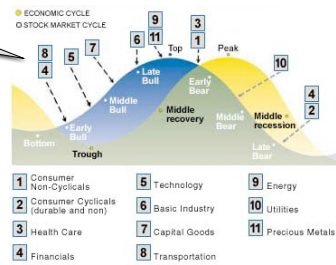 ECONOMIC CYCLE
STOCK MARKET CYCLE
9
11
Top
3
1
Peak
8
4
5
7
6
Late
Bull
Early
Bear
10
Middle
Bull
Middle
recovery
Middle
Bear
Middle
recession
4
2
Bottom
Early
Bull
Trough
Late
Bear
1 Consumer
Non-Cyclicals
2 Consumer Cyclicals
(durable and non)
3 Health Care
4 Financials
5 Technology
6 Basic Industry
7 Capital Goods
8 Transportation
9 Energy
10 Utilities
11 Precious Metals